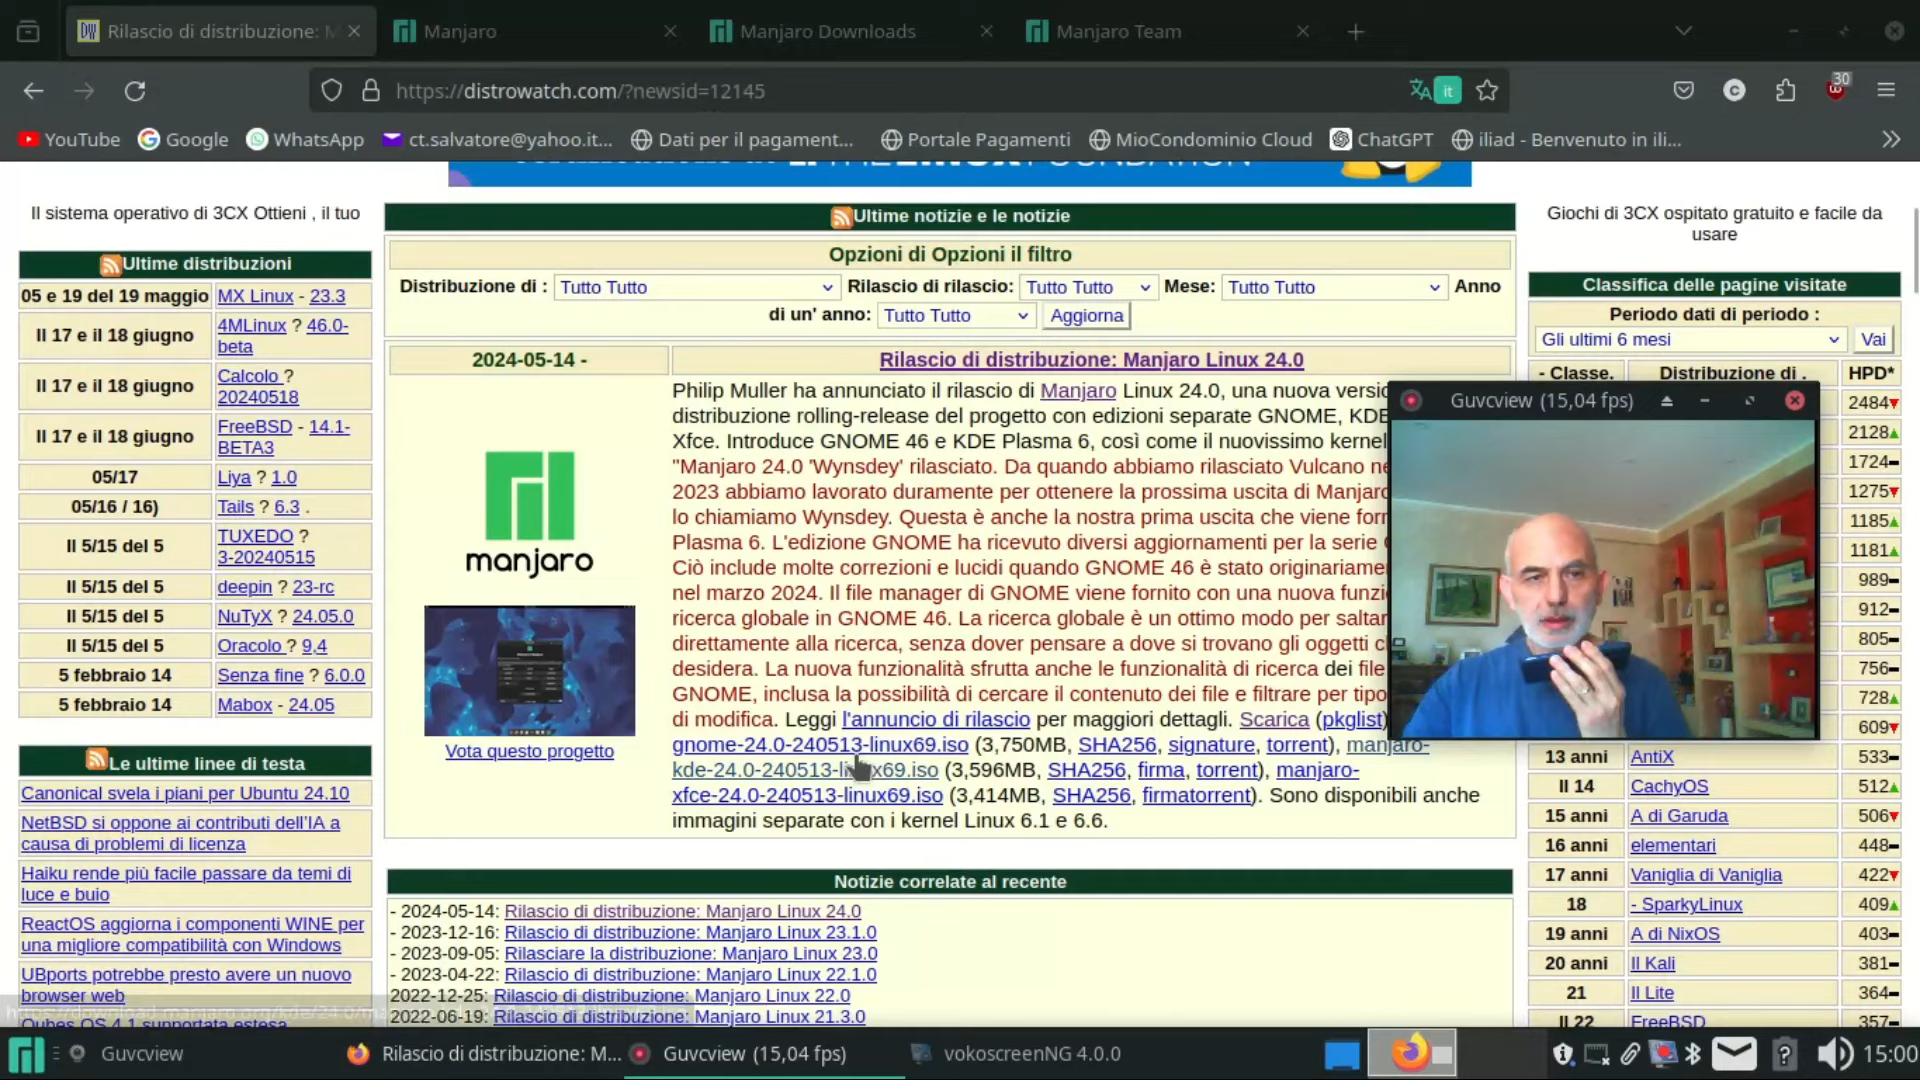 Rilascio di distribuzione: M
Manjaro
Manjaro Downloads
Manjaro Team
https://distrowatch.com/?newsid=12145
it
30
YouTube
Google
WhatsApp
ct.salvatore@yahoo.it...
Dati per il pagament...
Portale Pagamenti
MioCondominio Cloud
ChatGPT
iliad - Benvenuto in ili...
Il sistema operativo di 3CX Ottieni , il tuo
Ultime distribuzioni
05 e 19 del 19 maggio MX Linux - 23.3
Il 17 e il 18 giugno 4MLinux ? 46.0-
beta
Il 17 e il 18 giugno Calcolo ?
20240518
Il 17 e il 18 giugno FreeBSD - 14.1-
BETA3
05/17 Liya ? 1.0
05/16 / 16) Tails ? 6.3 .
Il 5/15 del 5 TUXEDO ?
3-20240515
Il 5/15 del 5 deepin ? 23-rc
Il 5/15 del 5 NuTyX ? 24.05.0
Il 5/15 del 5 Oracolo ? 9,4
5 febbraio 14 Senza fine ? 6.0.0
5 febbraio 14 Mabox - 24.05
Le ultime linee di testa
Canonical svela i piani per Ubuntu 24.10
NetBSD si oppone ai contributi dell'IA a
causa di problemi di licenza
Haiku rende più facile passare da temi di
luce e buio
ReactOS aggiorna i componenti WINE per
una migliore compatibilità con Windows
UBports potrebbe presto avere un nuovo
browser web
Qubes OS 4.1 supportata estesa
Ultime notizie e le notizie
Opzioni di Opzioni il filtro
Distribuzione di : Tutto Tutto Rilascio di rilascio: Tutto Tutto Mese: Tutto Tutto Anno
di un' anno: Tutto Tutto Aggiorna
2024-05-14 - Rilascio di distribuzione: Manjaro Linux 24.0
manjaro
Vota questo progetto
Philip Muller ha annunciato il rilascio di Manjaro Linux 24.0, una nuova versio
distribuzione rolling-release del progetto con edizioni separate GNOME, KDE
Xfce. Introduce GNOME 46 e KDE Plasma 6, così come il nuovissimo kernel
"Manjaro 24.0 'Wynsdey' rilasciato. Da quando abbiamo rilasciato Vulcano ne
2023 abbiamo lavorato duramente per ottenere la prossima uscita di Manjaro
lo chiamiamo Wynsdey. Questa è anche la nostra prima uscita che viene forn
Plasma 6. L'edizione GNOME ha ricevuto diversi aggiornamenti per la serie
Ciò include molte correzioni e lucidi quando GNOME 46 è stato originariame
nel marzo 2024. Il file manager di GNOME viene fornito con una nuova funzi
ricerca globale in GNOME 46. La ricerca globale è un ottimo modo per saltar
direttamente alla ricerca, senza dover pensare a dove si trovano gli oggetti c
desidera. La nuova funzionalità sfrutta anche le funzionalità di ricerca dei file
GNOME, inclusa la possibilità di cercare il contenuto dei file e filtrare per tipo
di modifica. Leggi l'annuncio di rilascio per maggiori dettagli. Scarica (pkglist)
gnome-24.0-240513-linux69.iso (3,750MB, SHA256, signature, torrent), manjaro-
kde-24.0-240513-linux69.iso (3,596MB, SHA256, firma, torrent), manjaro-
xfce-24.0-240513-linux69.iso (3,414MB, SHA256, firmatorrent). Sono disponibili anche
immagini separate con i kernel Linux 6.1 e 6.6.
Notizie correlate al recente
- 2024-05-14: Rilascio di distribuzione: Manjaro Linux 24.0
- 2023-12-16: Rilascio di distribuzione: Manjaro Linux 23.1.0
- 2023-09-05: Rilasciare la distribuzione: Manjaro Linux 23.0
- 2023-04-22: Rilascio di distribuzione: Manjaro Linux 22.1.0
2022-12-25: Rilascio di distribuzione: Manjaro Linux 22.0
2022-06-19: Rilascio di distribuzione: Manjaro Linux 21.3.0
Giochi di 3CX ospitato gratuito e facile da
usare
Classifica delle pagine visitate
Periodo dati di periodo :
Gli ultimi 6 mesi Vai
- Classe. Distribuzione di . HPD*
2484
2128
1724
1275
1185
1181
989
912
805
756
728
609
13 anni AntiX 533
Il 14 CachyOS 512
15 anni A di Garuda 506
16 anni elementari 448
17 anni Vaniglia di Vaniglia 422
18 - SparkyLinux 409
19 anni A di NixOS 403
20 anni Il Kali 381
21 Il Lite 364
Il 22 FreeBSD 357
Guvcview (15,04 fps)
Guvcview
Rilascio di distribuzione: M...
Guvcview (15,04 fps)
vokoscreenNG 4.0.0
15:00